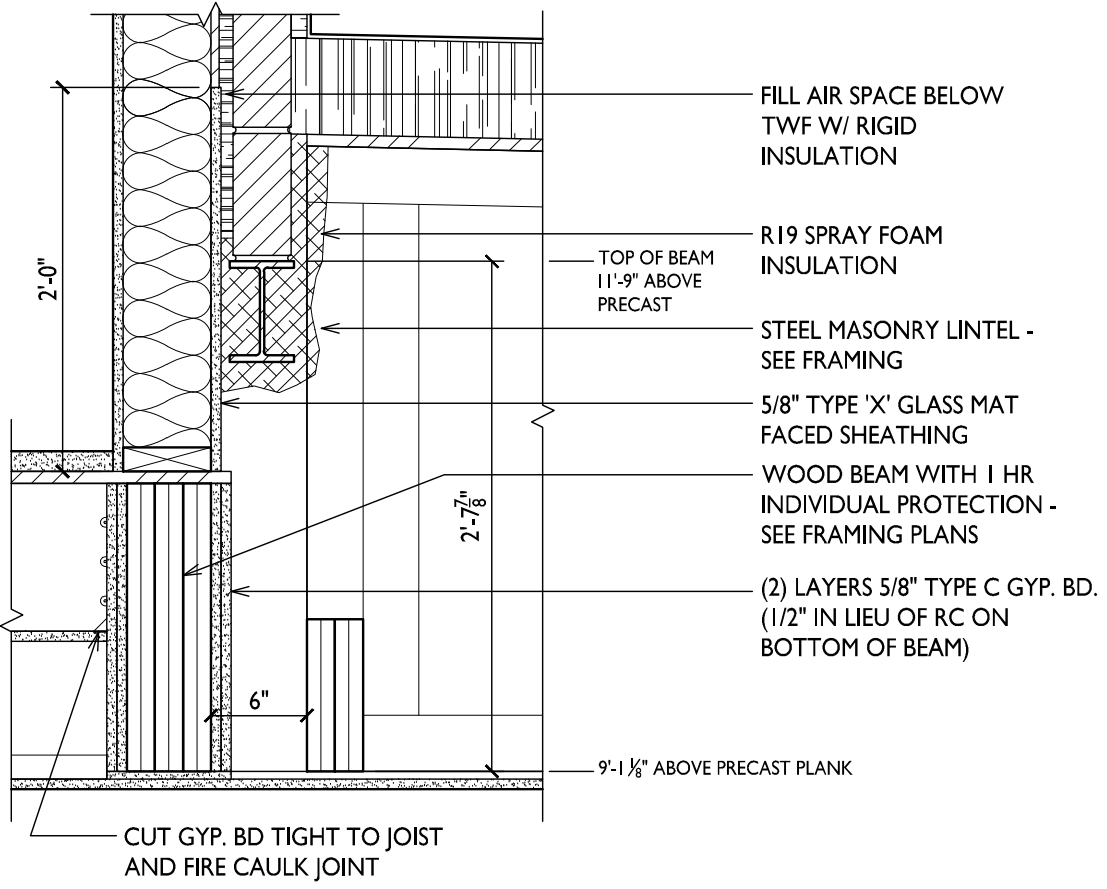 FILL AIR SPACE BELOW
TWF W/ RIGID
INSULATION
R19 SPRAY FOAM
INSULATION
TOP OF BEAM
11'-9" ABOVE
PRECAST
STEEL MASONRY LINTEL -
SEE FRAMING
5/8" TYPE 'X' GLASS MAT
FACED SHEATHING
WOOD BEAM WITH 1 HR
INDIVIDUAL PROTECTION -
SEE FRAMING PLANS
(2) LAYERS 5/8" TYPE C GYP. BD.
(1/2" IN LIEU OF RC ON
BOTTOM OF BEAM)
2'-0"
2'-7 7/8"
6"
9'-1 1/8" ABOVE PRECAST PLANK
CUT GYP. BD TIGHT TO JOIST
AND FIRE CAULK JOINT